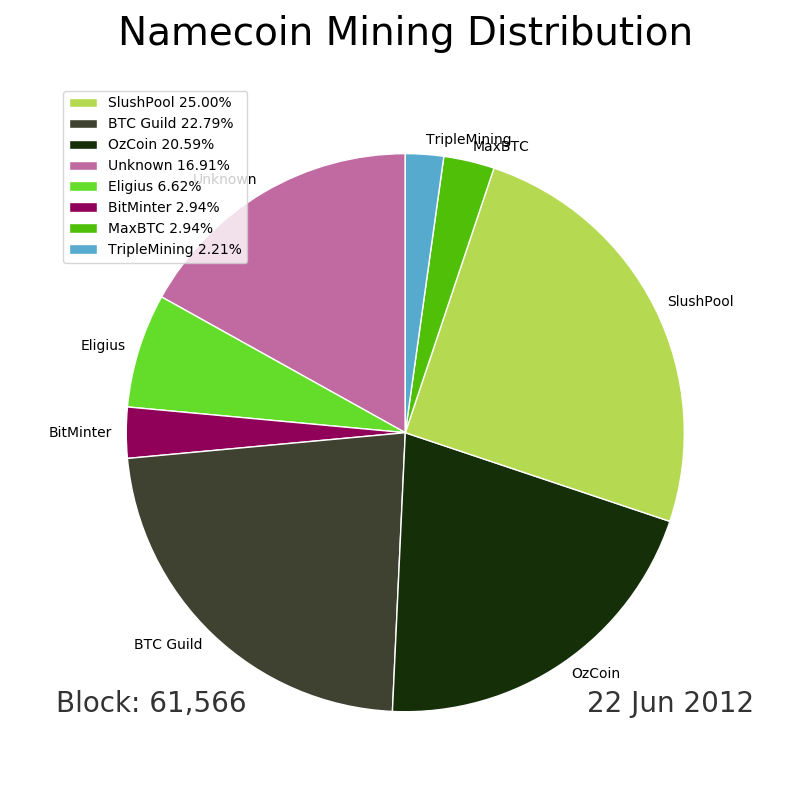 Namecoin Mining Distribution
SlushPool 25.00%
BTC Guild 22.79%
OzCoin 20.59%
Unknown 16.91%
Eligius 6.62%
BitMinter 2.94%
MaxBTC 2.94%
TripleMining 2.21%
TripleMining
MaxBTC
Unknown
SlushPool
Eligius
BitMinter
BTC Guild
OzCoin
Block: 61,566
22 Jun 2012